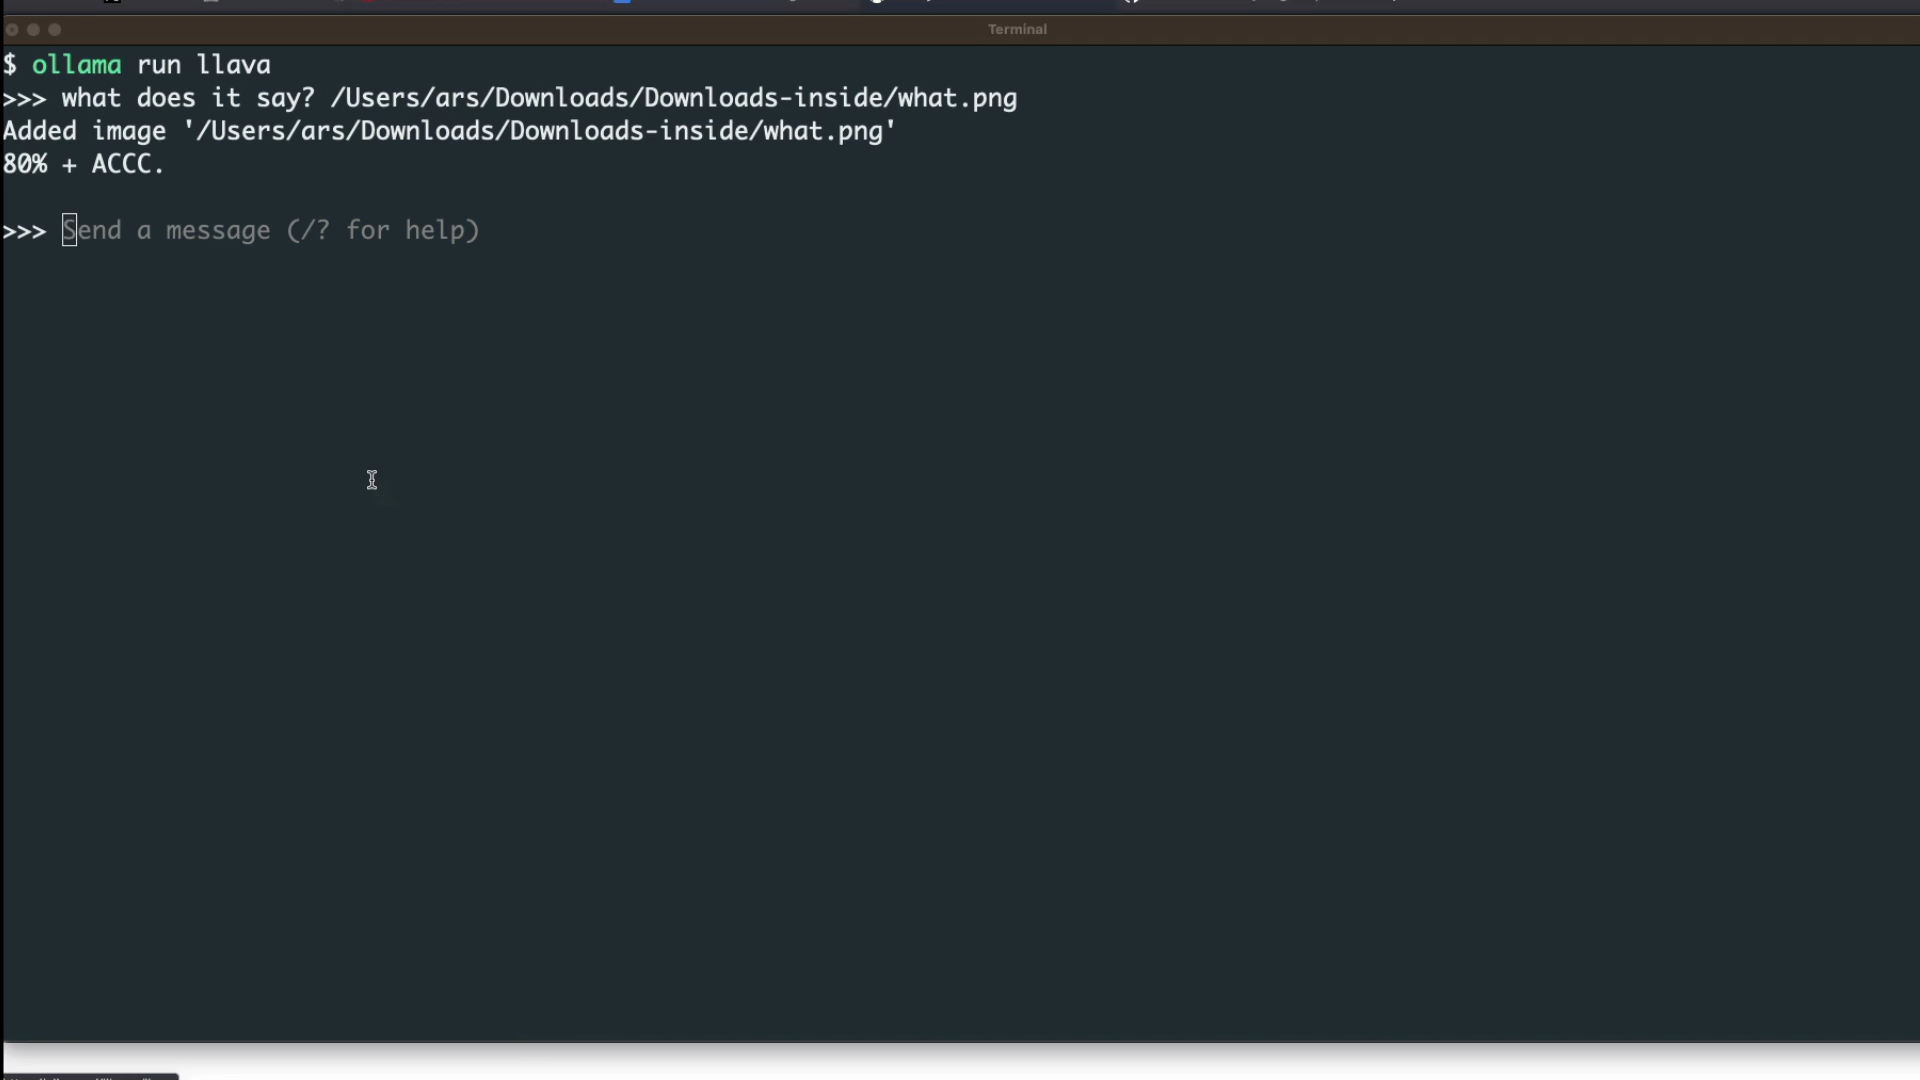 Terminal
$ ollama run llava
>>> what does it say? /Users/ars/Downloads/Downloads-inside/what.png
Added image '/Users/ars/Downloads/Downloads-inside/what.png'
80% + ACCC.
>>> Send a message (/? for help)